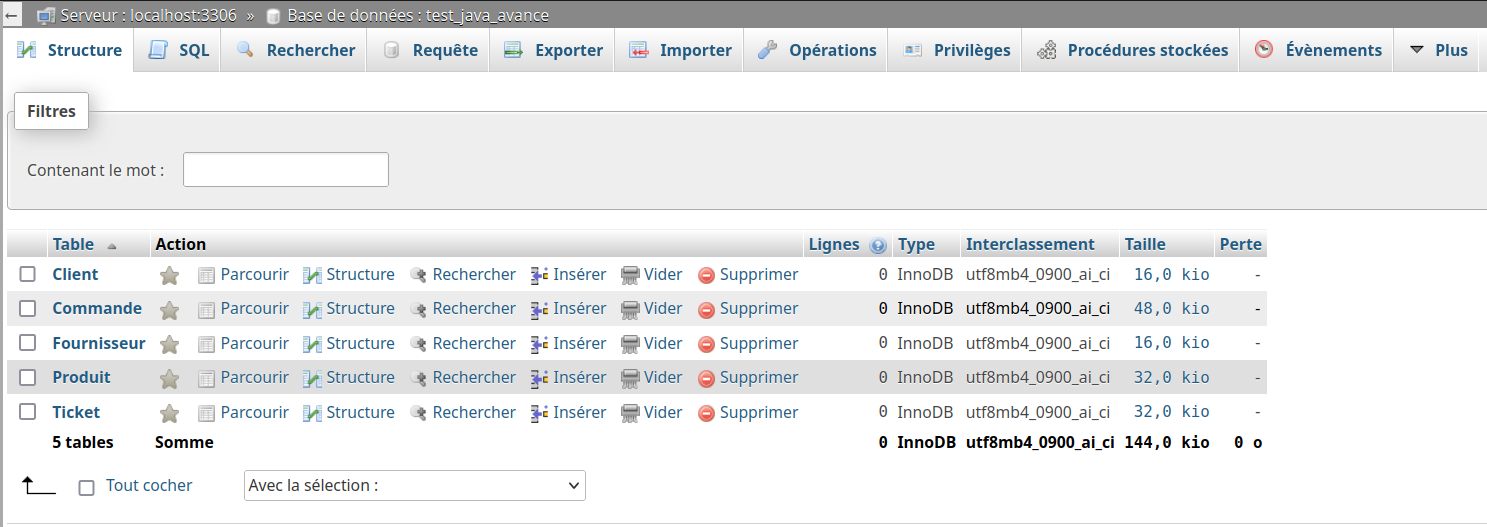 ← Serveur : localhost:3306 » Base de données : test_java_avance
Structure SQL Rechercher Requête Exporter Importer Opérations Privilèges Procédures stockées Évènements Plus
Filtres
Contenant le mot :
Table Action Lignes Type Interclassement Taille Perte
Client Parcourir Structure Rechercher Insérer Vider Supprimer 0 InnoDB utf8mb4_0900_ai_ci 16,0 kio -
Commande Parcourir Structure Rechercher Insérer Vider Supprimer 0 InnoDB utf8mb4_0900_ai_ci 48,0 kio -
Fournisseur Parcourir Structure Rechercher Insérer Vider Supprimer 0 InnoDB utf8mb4_0900_ai_ci 16,0 kio -
Produit Parcourir Structure Rechercher Insérer Vider Supprimer 0 InnoDB utf8mb4_0900_ai_ci 32,0 kio -
Ticket Parcourir Structure Rechercher Insérer Vider Supprimer 0 InnoDB utf8mb4_0900_ai_ci 32,0 kio -
5 tables Somme 0 InnoDB utf8mb4_0900_ai_ci 144,0 kio 0 o
Tout cocher Avec la sélection :